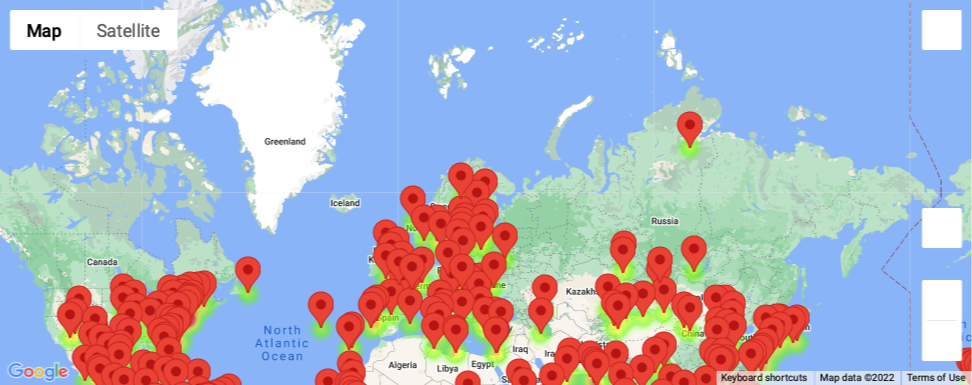 Map Satellite
Greenland
Iceland
Russia
Canada
Kazakh
North
Atlantic
Ocean
Spain
China
Iraq
Algeria
Libya
Egypt
Google
Keyboard shortcuts Map data ©2022 Terms of Use